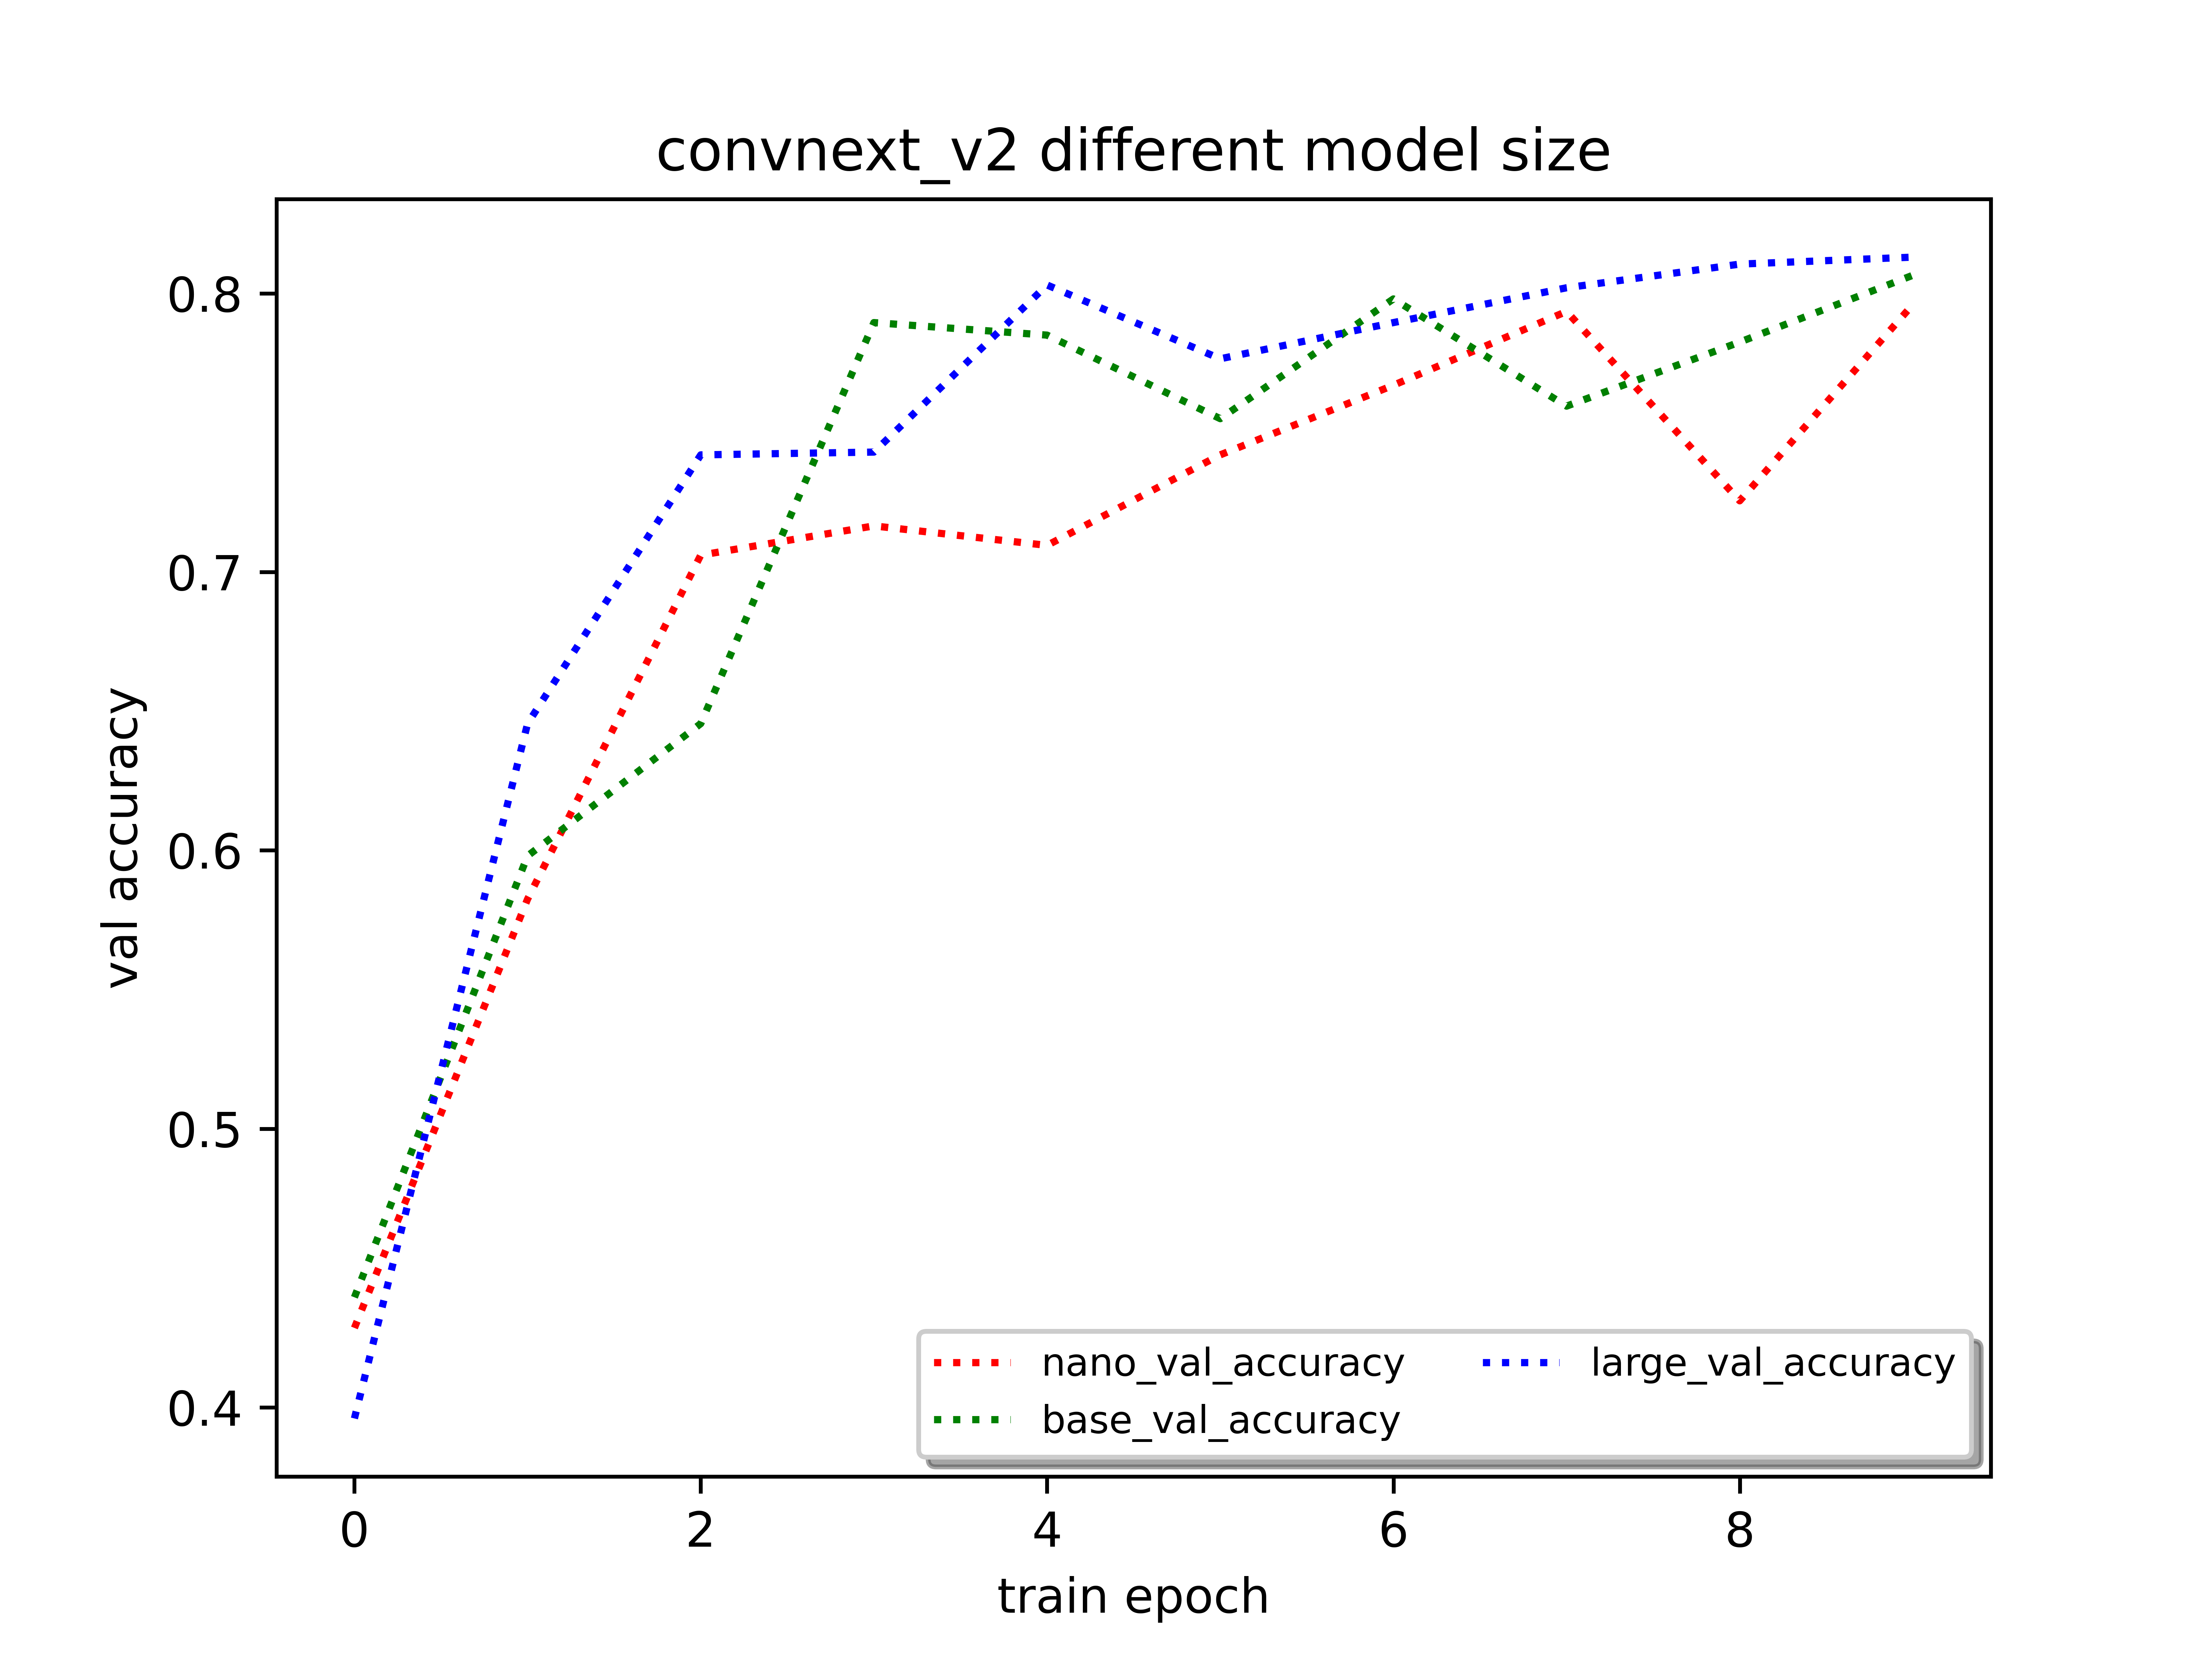 convnext_v2 different model size
val accuracy
0.8
0.7
0.6
0.5
0.4
nano_val_accuracy
base_val_accuracy
large_val_accuracy
0 2 4 6 8
train epoch